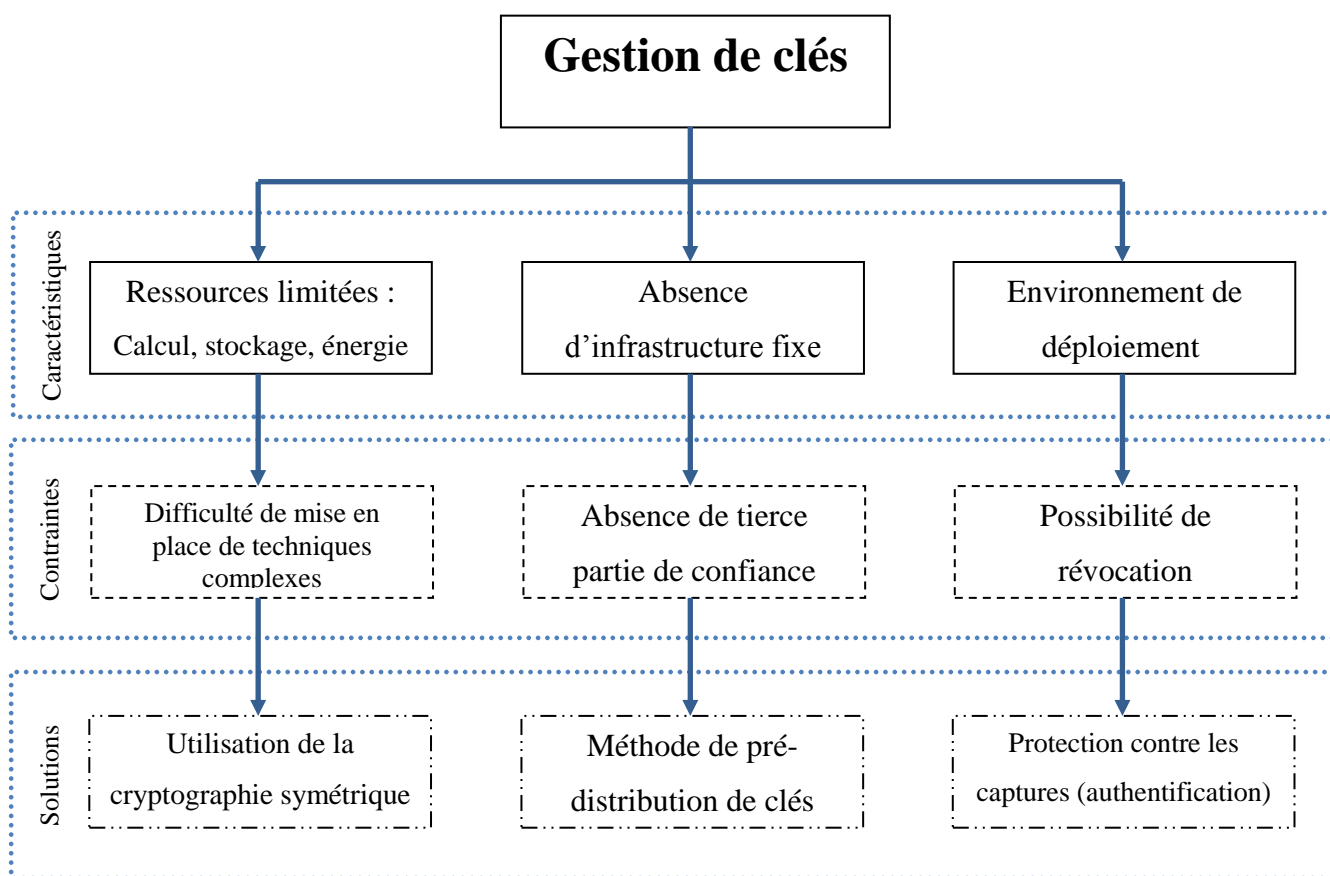 Gestion de clés
Caractéristiques
Ressources limitées :
Calcul, stockage, énergie
Absence
d’infrastructure fixe
Environnement de
déploiement
Contraintes
Difficulté de mise en
place de techniques
complexes
Absence de tierce
partie de confiance
Possibilité de
révocation
Solutions
Utilisation de la
cryptographie symétrique
Méthode de pré-
distribution de clés
Protection contre les
captures (authentification)